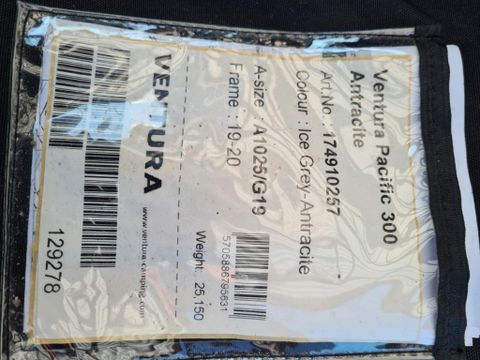 Ventura Pacific 300
Antracite
Art.No.: 174910257
Colour : Ice Grey-Antracite
A-size : A1025/G19
Frame : 19-20
5705886295631
Weight: 25,150
VENTURA
www.ventura-camping.com
129278